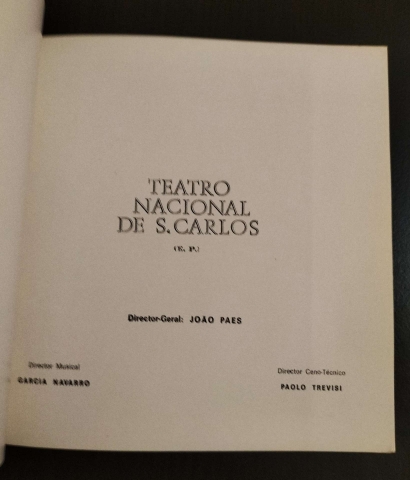 TEATRO
NACIONAL
DE S. CARLOS
(E. P.)
Director-Geral: JOÃO PAES
Director Musical
GARCIA NAVARRO
Director Ceno-Técnico
PAOLO TREVISI